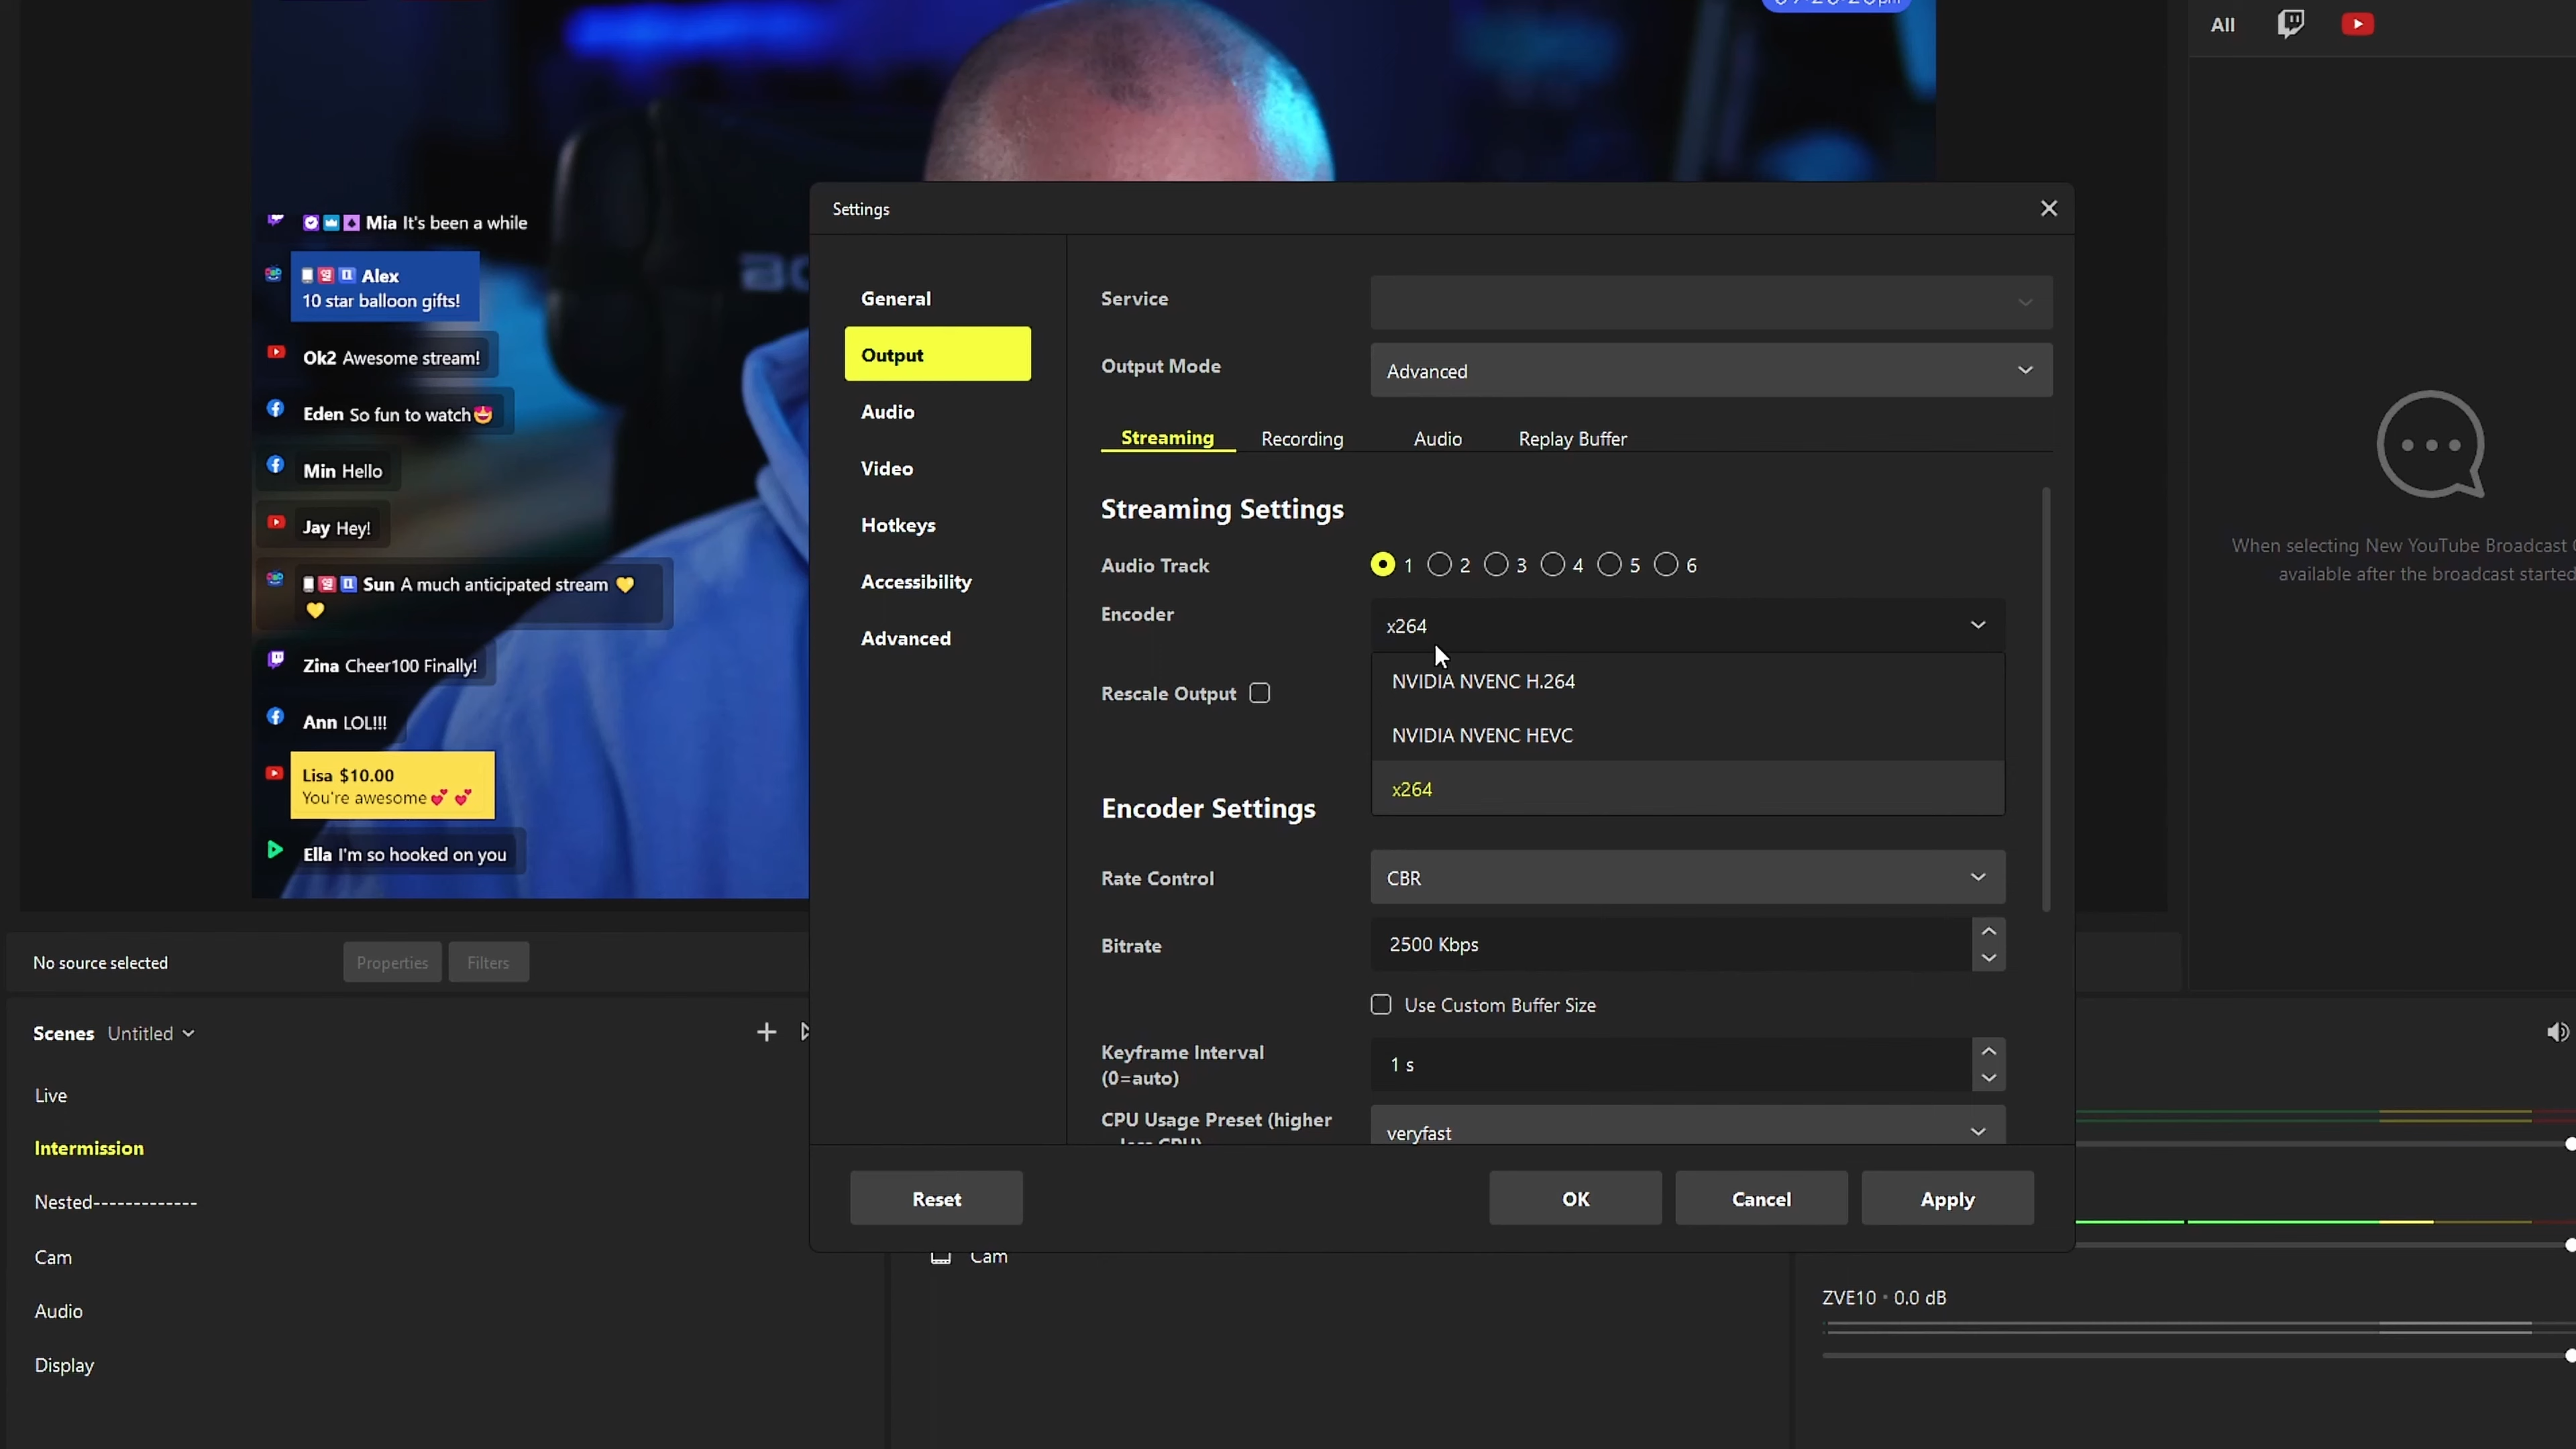 All
Mia It's been a while
Alex
10 star balloon gifts!
Ok2 Awesome stream!
Eden So fun to watch🤩
Min Hello
Jay Hey!
Sun A much anticipated stream 💛
💛
Zina Cheer100 Finally!
Ann LOL!!!
Lisa $10.00
You're awesome💕 💕
Ella I'm so hooked on you
Settings
General
Output
Audio
Video
Hotkeys
Accessibility
Advanced
Service
Output Mode
Advanced
Streaming
Recording
Audio
Replay Buffer
Streaming Settings
Audio Track
1 2 3 4 5 6
Encoder
x264
NVIDIA NVENC H.264
NVIDIA NVENC HEVC
x264
Rescale Output
Encoder Settings
Rate Control
CBR
Bitrate
2500 Kbps
Use Custom Buffer Size
Keyframe Interval
(0=auto)
1 s
CPU Usage Preset (higher
veryfast
Reset
OK
Cancel
Apply
When selecting New YouTube Broadcast
available after the broadcast started
No source selected
Properties
Filters
Scenes Untitled
Live
Intermission
Nested-------------
Cam
Audio
Display
Cam
ZVE10 • 0.0 dB